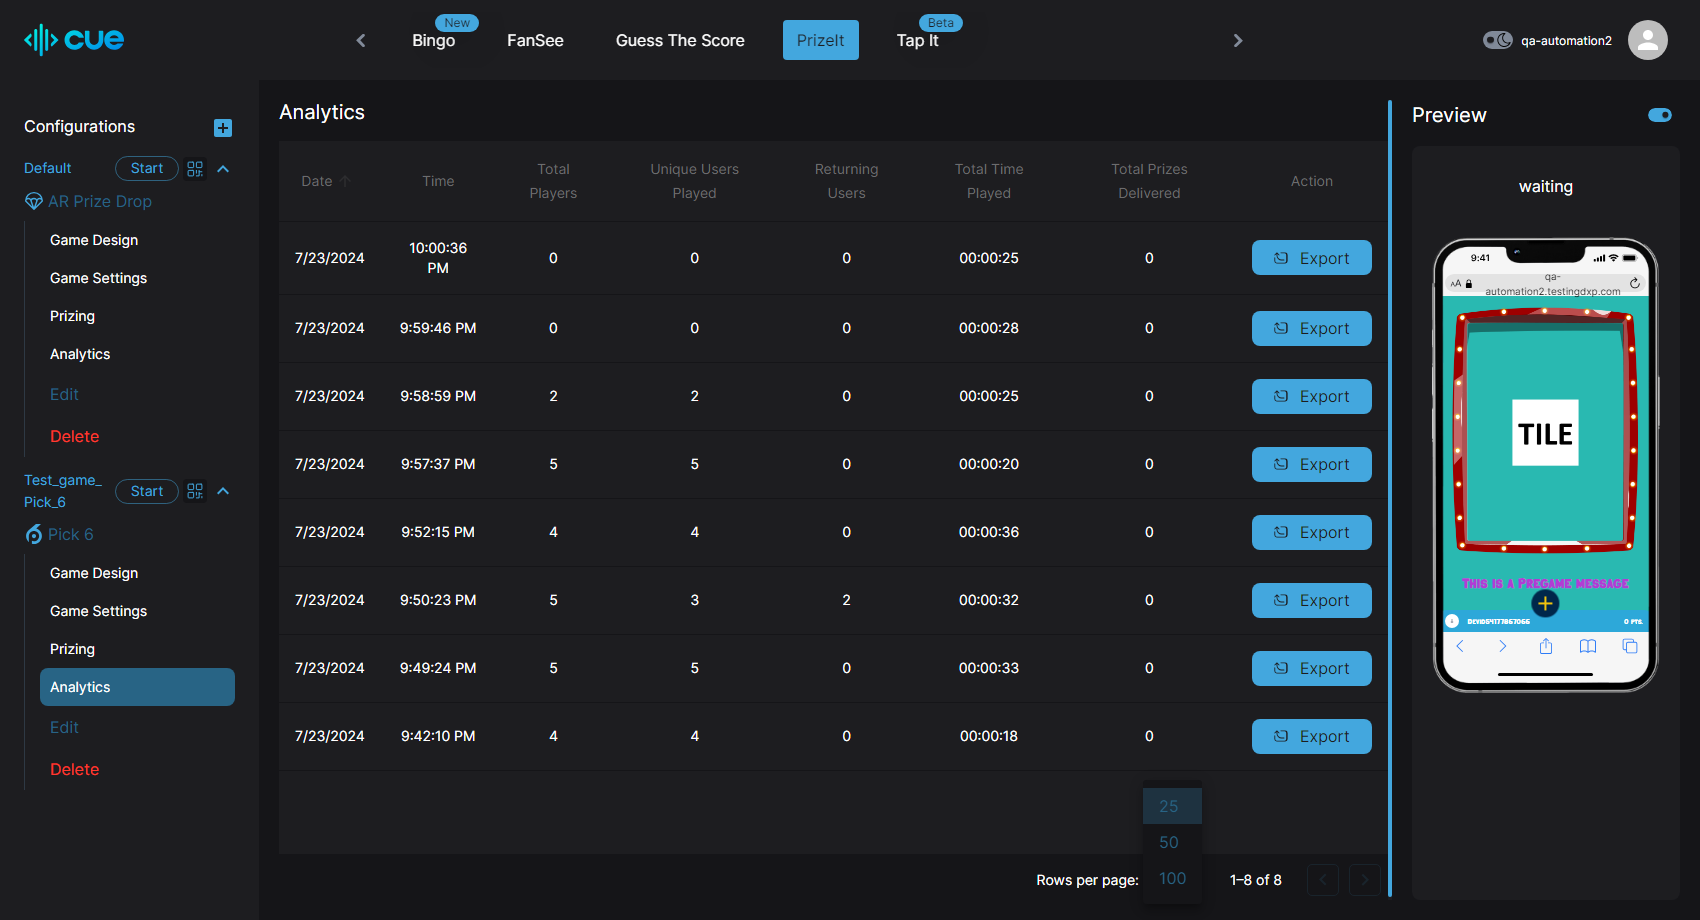 cue
New
Bingo
FanSee
Guess The Score
PrizeIt
Beta
Tap It
qa-automation2
Configurations
Default
Start
AR Prize Drop
Game Design
Game Settings
Prizing
Analytics
Edit
Delete
Test_game_
Pick_6
Start
Pick 6
Game Design
Game Settings
Prizing
Analytics
Edit
Delete
Analytics
Date Time Total Players Unique Users Played Returning Users Total Time Played Total Prizes Delivered Action
7/23/2024 10:00:36 PM 0 0 0 00:00:25 0 Export
7/23/2024 9:59:46 PM 0 0 0 00:00:28 0 Export
7/23/2024 9:58:59 PM 2 2 0 00:00:25 0 Export
7/23/2024 9:57:37 PM 5 5 0 00:00:20 0 Export
7/23/2024 9:52:15 PM 4 4 0 00:00:36 0 Export
7/23/2024 9:50:23 PM 5 3 2 00:00:32 0 Export
7/23/2024 9:49:24 PM 5 5 0 00:00:33 0 Export
7/23/2024 9:42:10 PM 4 4 0 00:00:18 0 Export
25
50
100
Rows per page:
1–8 of 8
Preview
waiting
9:41
AA
qa-
automation2.testingdxp.com
TILE
This is a Pregame message
0 PTS.